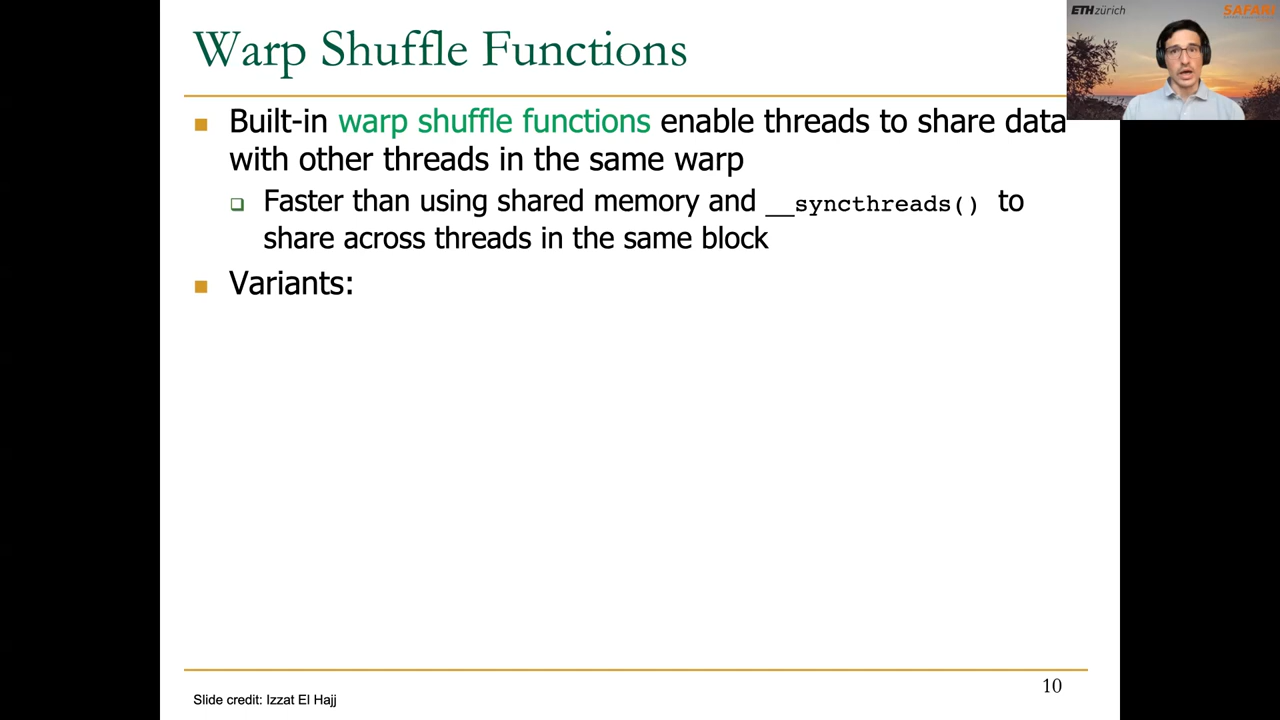 Warp Shuffle Functions
ETH zürich
SAFARI
Built-in warp shuffle functions enable threads to share data
with other threads in the same warp
Faster than using shared memory and __syncthreads() to
share across threads in the same block
Variants:
10
Slide credit: Izzat El Hajj